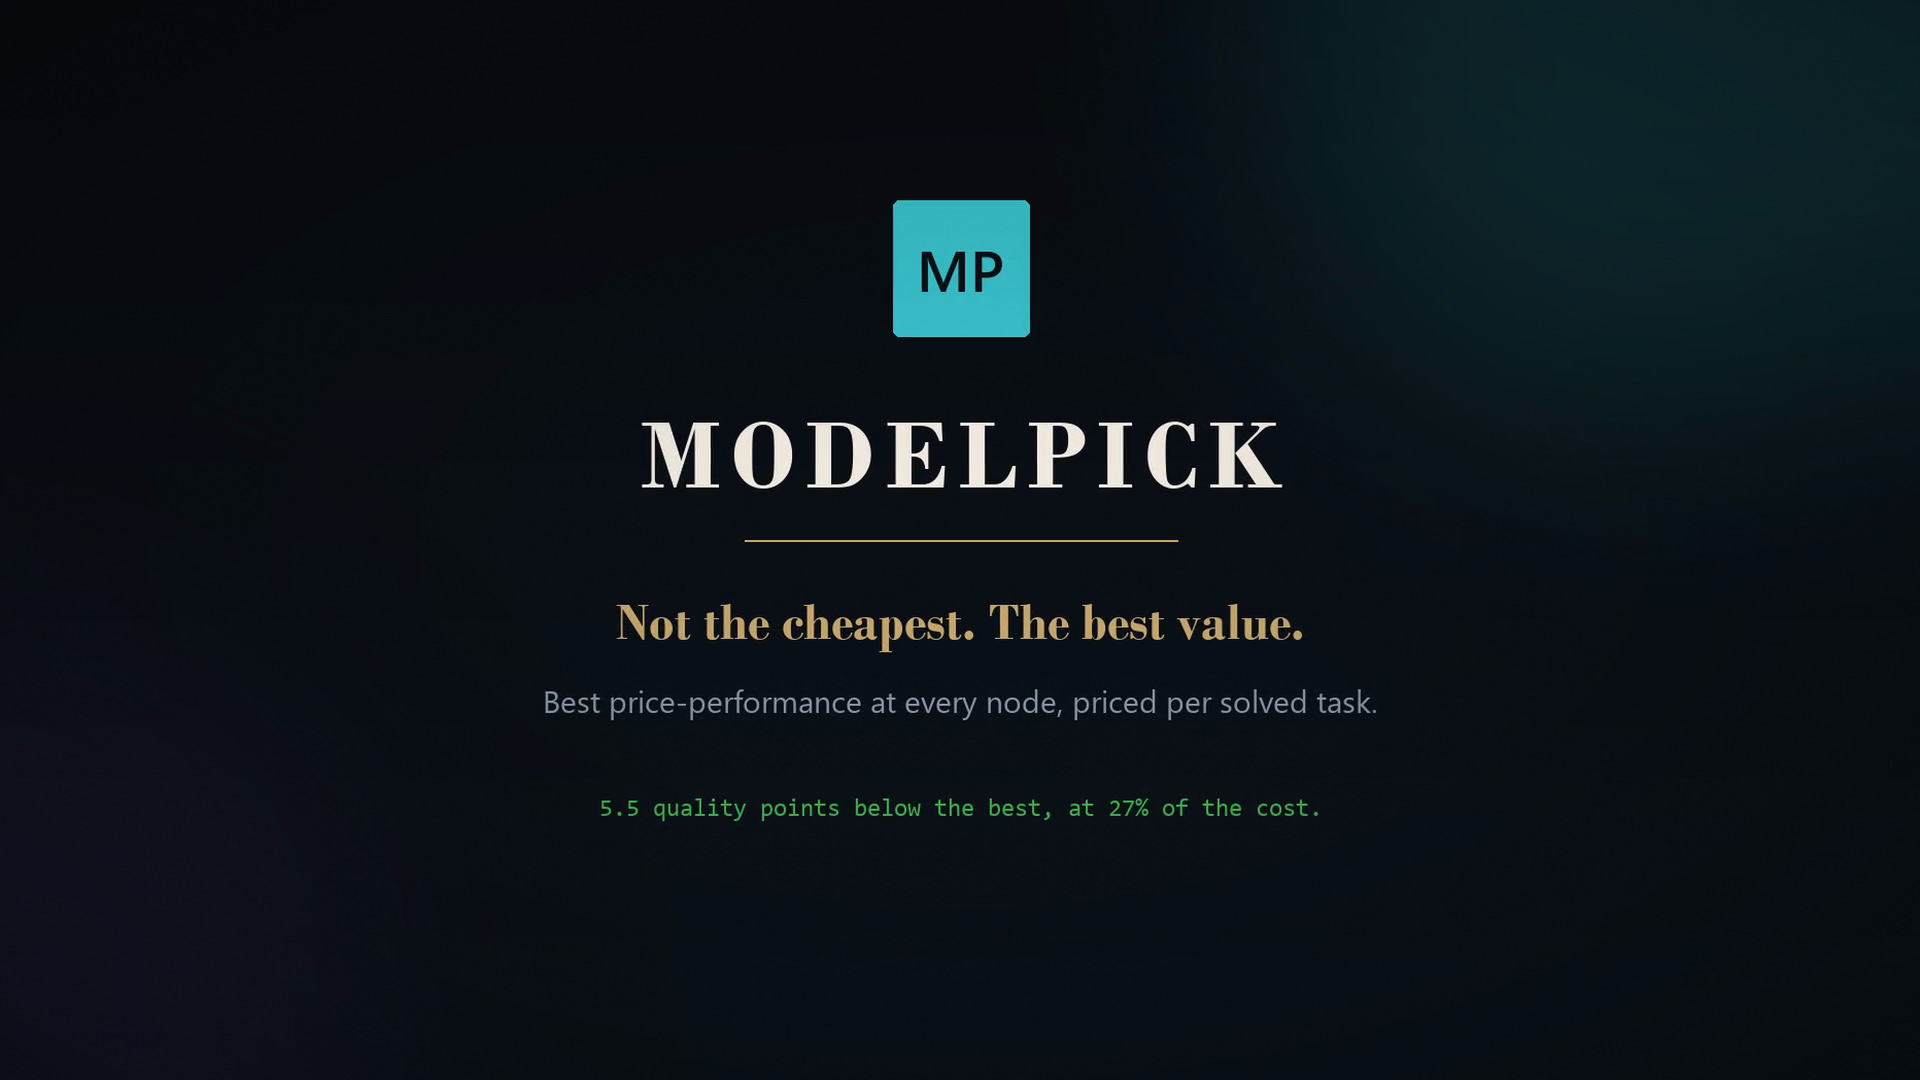 MP
MODELPICK
Not the cheapest. The best value.
Best price-performance at every node, priced per solved task.
5.5 quality points below the best, at 27% of the cost.